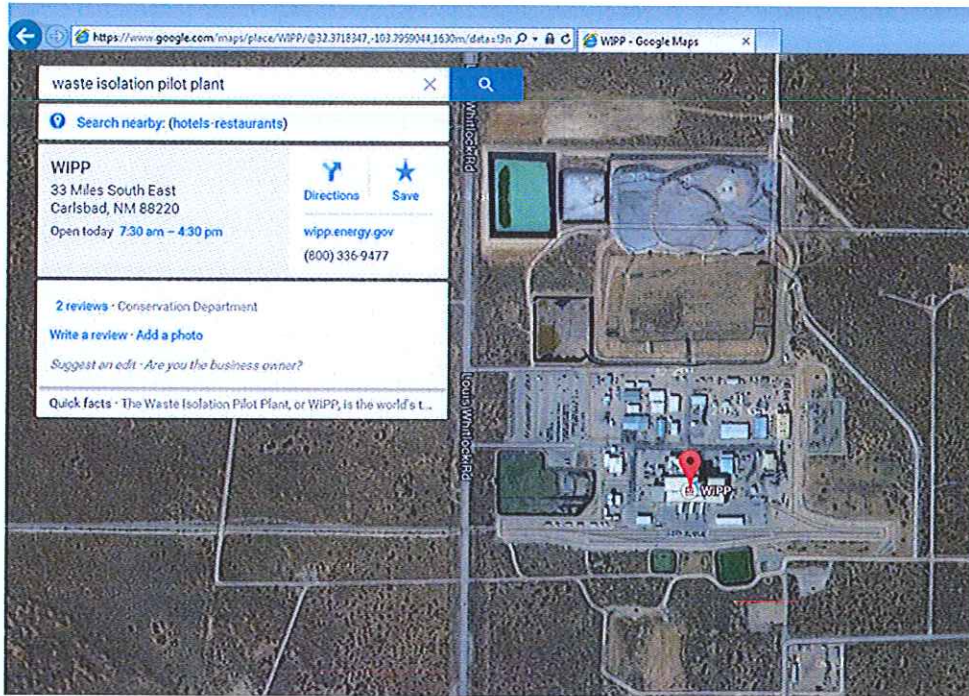 https://www.google.com/maps/place/WIPP/@32.3718347,-103.7959044,1630m/data=!3n
WIPP - Google Maps
waste isolation pilot plant
Search nearby: (hotels-restaurants)
WIPP
33 Miles South East
Carlsbad, NM 88220
Open today 7:30 am – 4:30 pm
Directions
Save
wipp.energy.gov
(800) 336-9477
2 reviews · Conservation Department
Write a review · Add a photo
Suggest an edit · Are you the business owner?
Quick facts · The Waste Isolation Pilot Plant, or WIPP, is the world's t...
Louis Whitlock Rd
WIPP